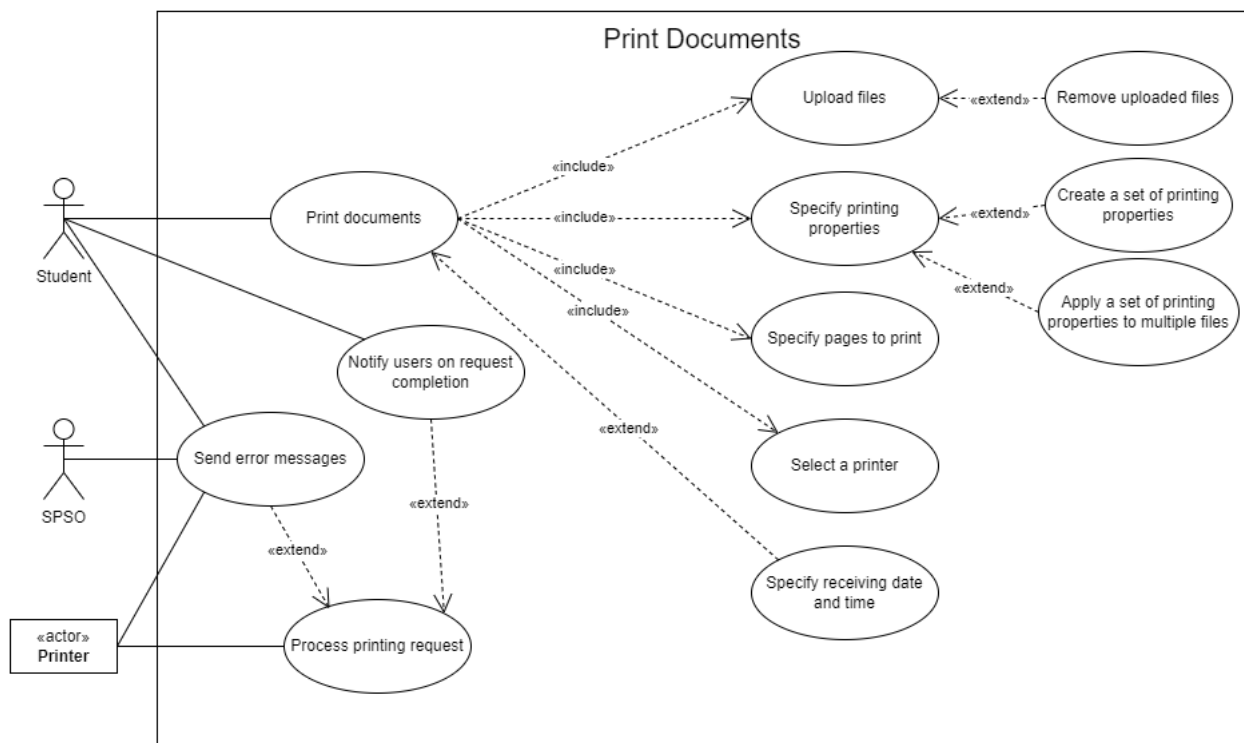 Print Documents
Upload files
«extend»
Remove uploaded files
«include»
Student
Print documents
«include»
Specify printing
properties
«extend»
Create a set of printing
properties
«include»
«extend»
Apply a set of printing
properties to multiple files
«include»
Specify pages to print
Notify users on request
completion
«extend»
SPSO
Send error messages
Select a printer
«extend»
«extend»
Specify receiving date
and time
«actor»
Printer
Process printing request